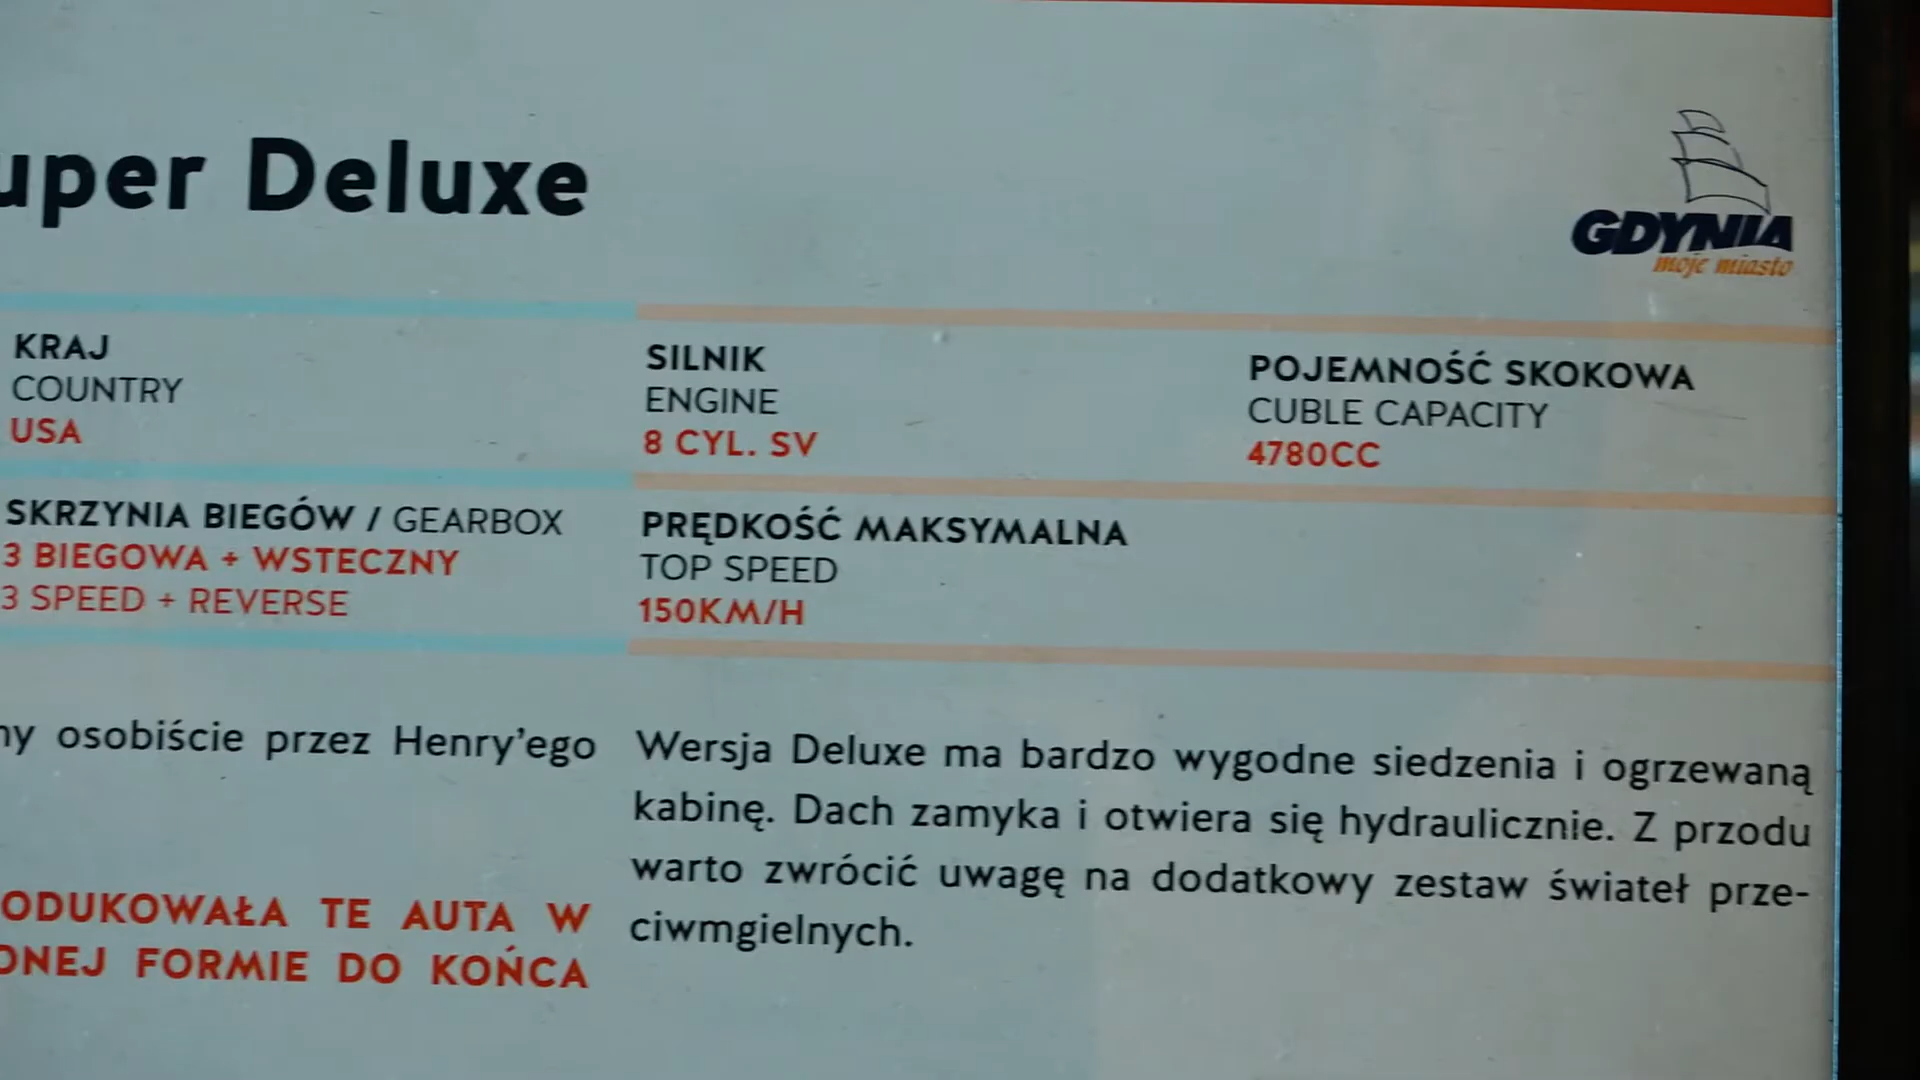 uper Deluxe
GDYNIA
moje miasto
KRAJ
COUNTRY
USA
SILNIK
ENGINE
8 CYL. SV
POJEMNOŚĆ SKOKOWA
CUBLE CAPACITY
4780CC
SKRZYNIA BIEGÓW / GEARBOX
3 BIEGOWA + WSTECZNY
3 SPEED + REVERSE
PRĘDKOŚĆ MAKSYMALNA
TOP SPEED
150KM/H
ny osobiście przez Henry’ego
ODUKOWAŁA TE AUTA W
ONEJ FORMIE DO KOŃCA
Wersja Deluxe ma bardzo wygodne siedzenia i ogrzewaną
kabinę. Dach zamyka i otwiera się hydraulicznie. Z przodu
warto zwrócić uwagę na dodatkowy zestaw świateł prze-
ciwmgielnych.